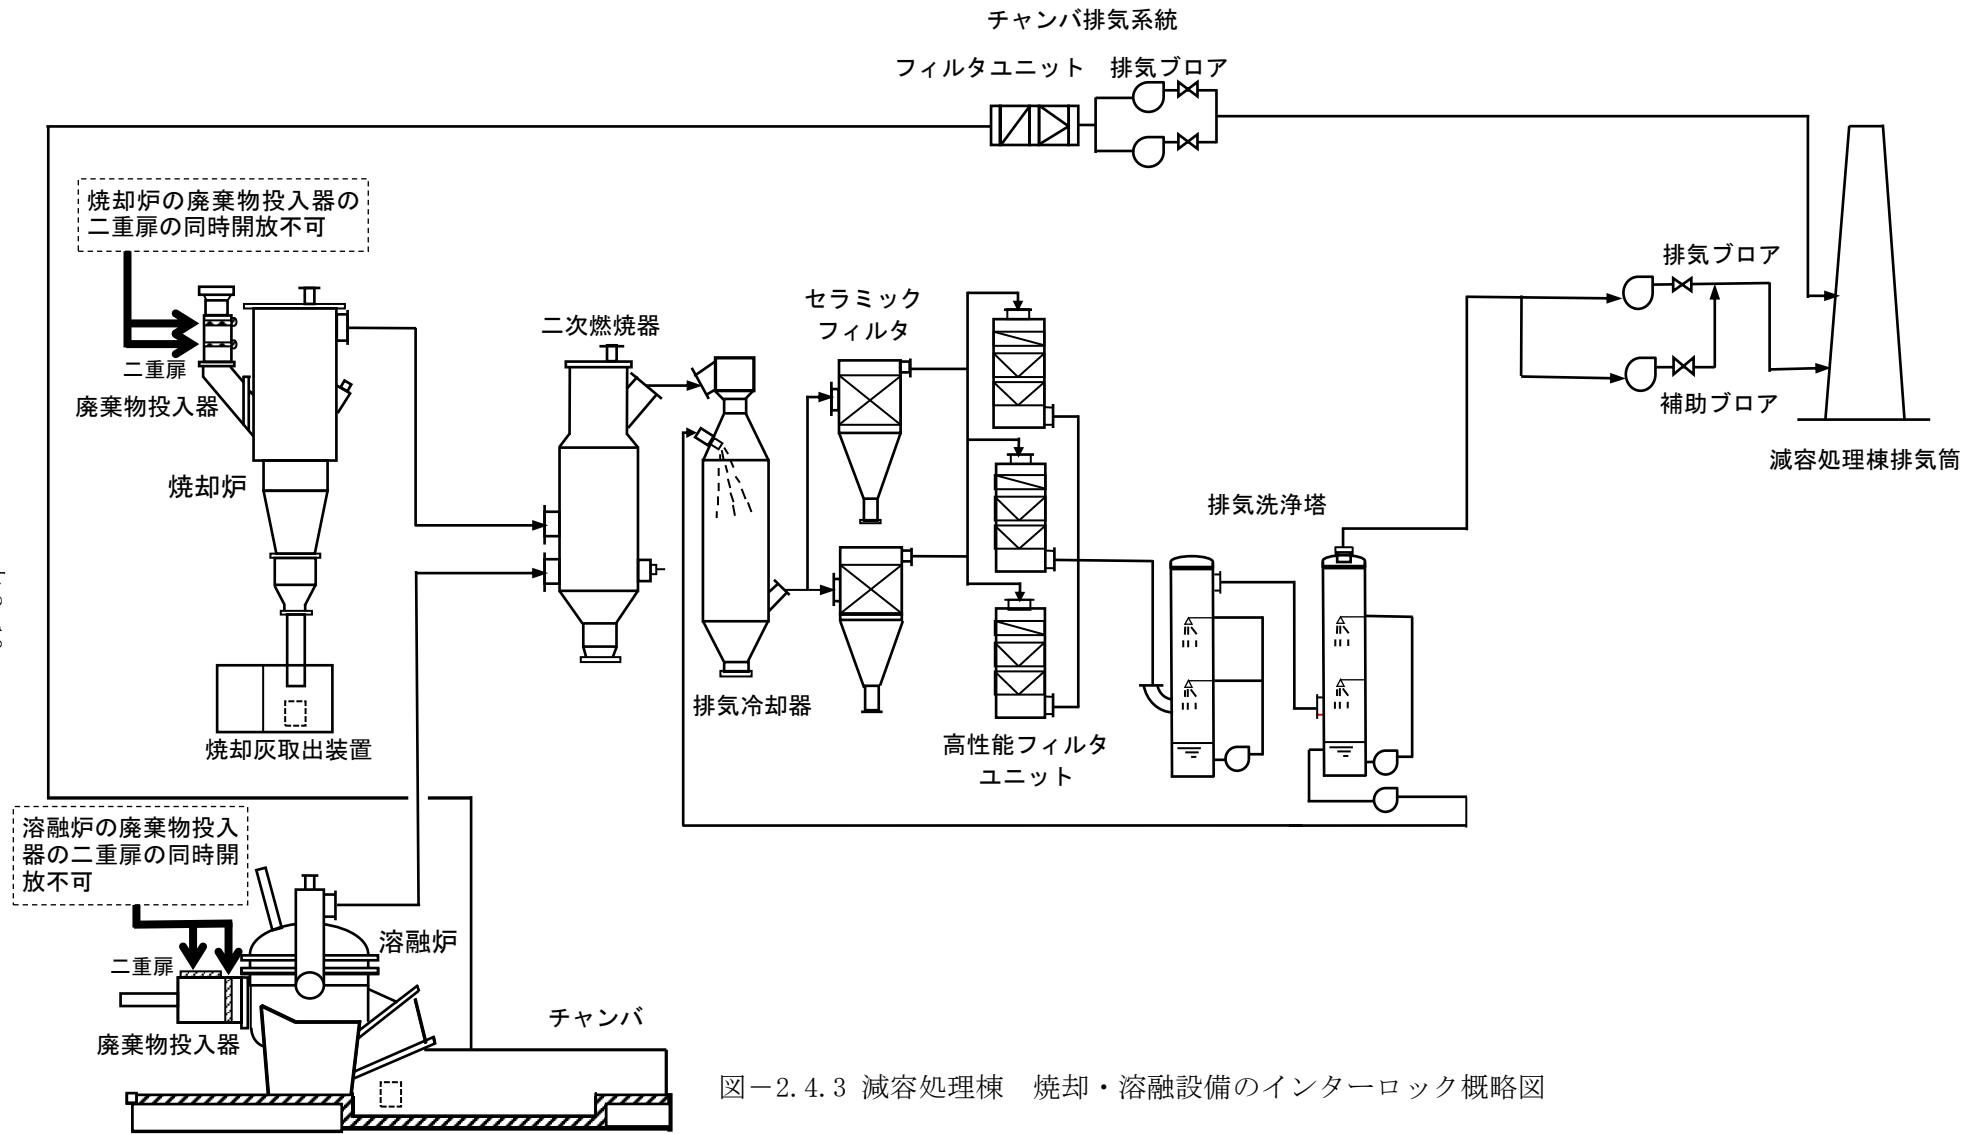 チャンバ排気系統
フィルタユニット 排気ブロア
焼却炉の廃棄物投入器の
二重扉の同時開放不可
二重扉
廃棄物投入器
焼却炉
焼却灰取出装置
二次燃焼器
排気冷却器
セラミック
フィルタ
高性能フィルタ
ユニット
排気洗浄塔
排気ブロア
補助ブロア
減容処理棟排気筒
溶融炉の廃棄物投入
器の二重扉の同時開
放不可
二重扉
廃棄物投入器
溶融炉
チャンバ
図－2.4.3 減容処理棟 焼却・溶融設備のインターロック概略図